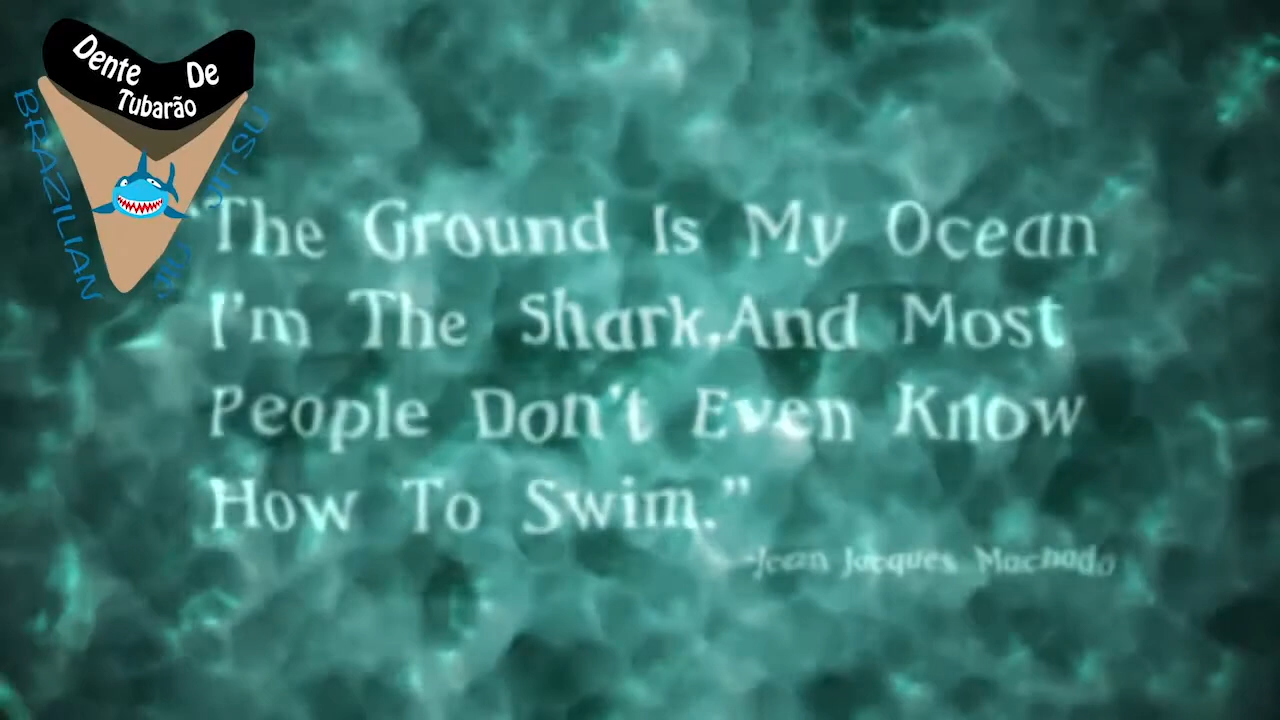 Dente De
Tubarão
BRAZILIAN
JIU JITSU
"The Ground Is My Ocean
I'm The Shark.And Most
People Don't Even Know
How To Swim."
-Jean Jacques Machado